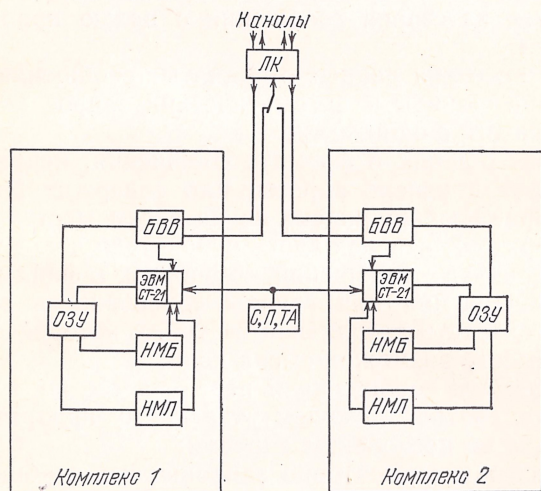 Каналы
ЛК
БВВ
ЭВМ
СТ-21
ОЗУ
НМБ
НМЛ
С,П,ТА
БВВ
ЭВМ
СТ-21
ОЗУ
НМБ
НМЛ
Комплекс 1
Комплекс 2